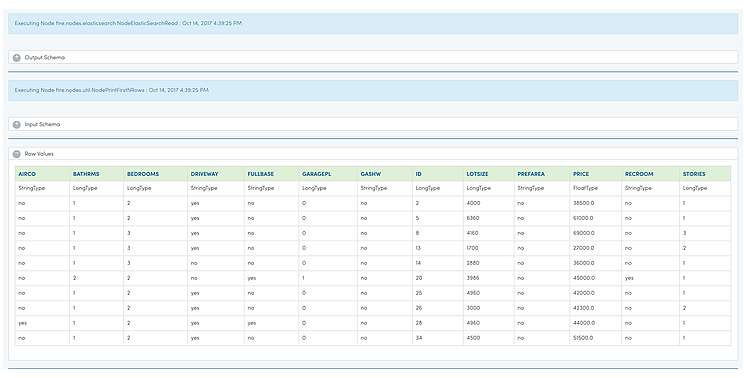 Executing Node fire.nodes.elasticsearch.NodeElasticSearchRead : Oct 14, 2017 4:39:25 PM
Output Schema
Executing Node fire.nodes.util.NodePrintFirstNRows : Oct 14, 2017 4:39:25 PM
Input Schema
Row Values
AIRCO BATHRMS BEDROOMS DRIVEWAY FULLBASE GARAGEPL GASHW ID LOTSIZE PREFAREA PRICE RECROOM STORIES
StringType LongType LongType StringType StringType LongType StringType LongType LongType StringType FloatType StringType LongType
no 1 2 yes no 0 no 2 4000 no 38500.0 no 1
no 1 2 yes no 0 no 5 6360 no 61000.0 no 1
no 1 3 yes no 0 no 8 4160 no 69000.0 no 3
no 1 3 yes no 0 no 13 1700 no 27000.0 no 2
no 1 3 no no 0 no 14 2880 no 36000.0 no 1
no 2 2 no yes 1 no 20 3986 no 45000.0 yes 1
no 1 2 yes no 0 no 25 4960 no 42000.0 no 1
no 1 2 yes no 0 no 26 3000 no 42300.0 no 2
yes 1 2 yes yes 0 no 28 4960 no 44000.0 no 1
no 1 2 yes no 0 no 34 4500 no 51500.0 no 1